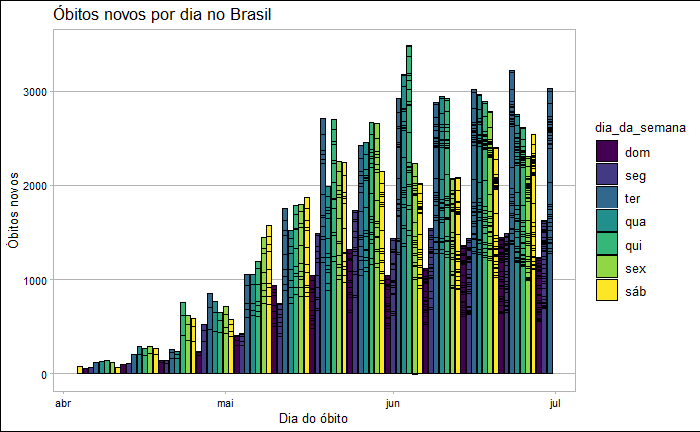 Óbitos novos por dia no Brasil
Óbitos novos
3000
2000
1000
0
abr
mai
jun
jul
Dia do óbito
dia_da_semana
dom
seg
ter
qua
qui
sex
sáb